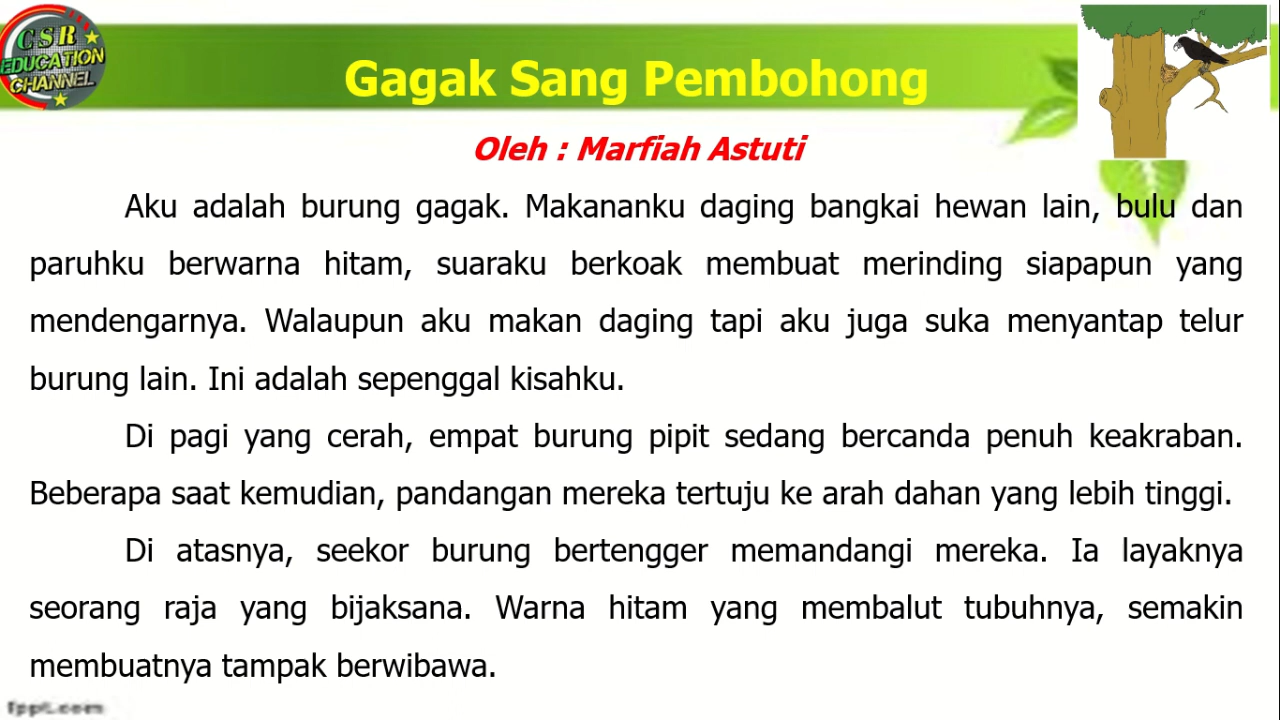 CSR
EDUCATION
CHANNEL
Gagak Sang Pembohong
Oleh : Marfiah Astuti
Aku adalah burung gagak. Makananku daging bangkai hewan lain, bulu dan
paruhku berwarna hitam, suaraku berkoak membuat merinding siapapun yang
mendengarnya. Walaupun aku makan daging tapi aku juga suka menyantap telur
burung lain. Ini adalah sepenggal kisahku.
Di pagi yang cerah, empat burung pipit sedang bercanda penuh keakraban.
Beberapa saat kemudian, pandangan mereka tertuju ke arah dahan yang lebih tinggi.
Di atasnya, seekor burung bertengger memandangi mereka. Ia layaknya
seorang raja yang bijaksana. Warna hitam yang membalut tubuhnya, semakin
membuatnya tampak berwibawa.
fppt.com